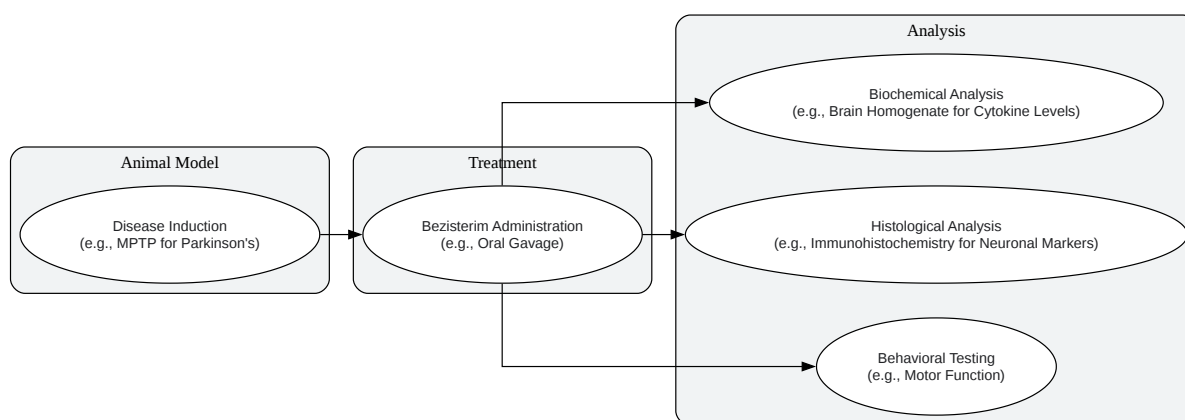 Animal Model
Disease Induction
(e.g., MPTP for Parkinson's)
Treatment
Bezisterim Administration
(e.g., Oral Gavage)
Analysis
Biochemical Analysis
(e.g., Brain Homogenate for Cytokine Levels)
Histological Analysis
(e.g., Immunohistochemistry for Neuronal Markers)
Behavioral Testing
(e.g., Motor Function)